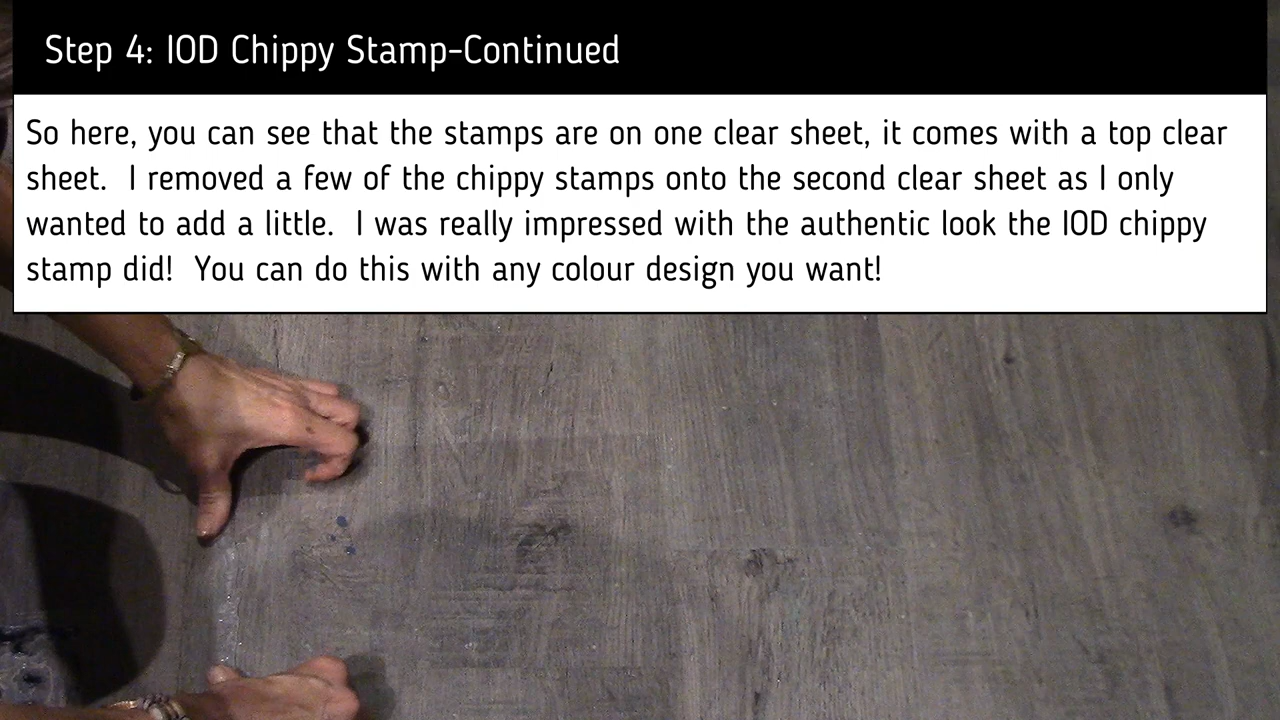 Step 4: IOD Chippy Stamp-Continued
So here, you can see that the stamps are on one clear sheet, it comes with a top clear
sheet.  I removed a few of the chippy stamps onto the second clear sheet as I only
wanted to add a little.  I was really impressed with the authentic look the IOD chippy
stamp did!  You can do this with any colour design you want!